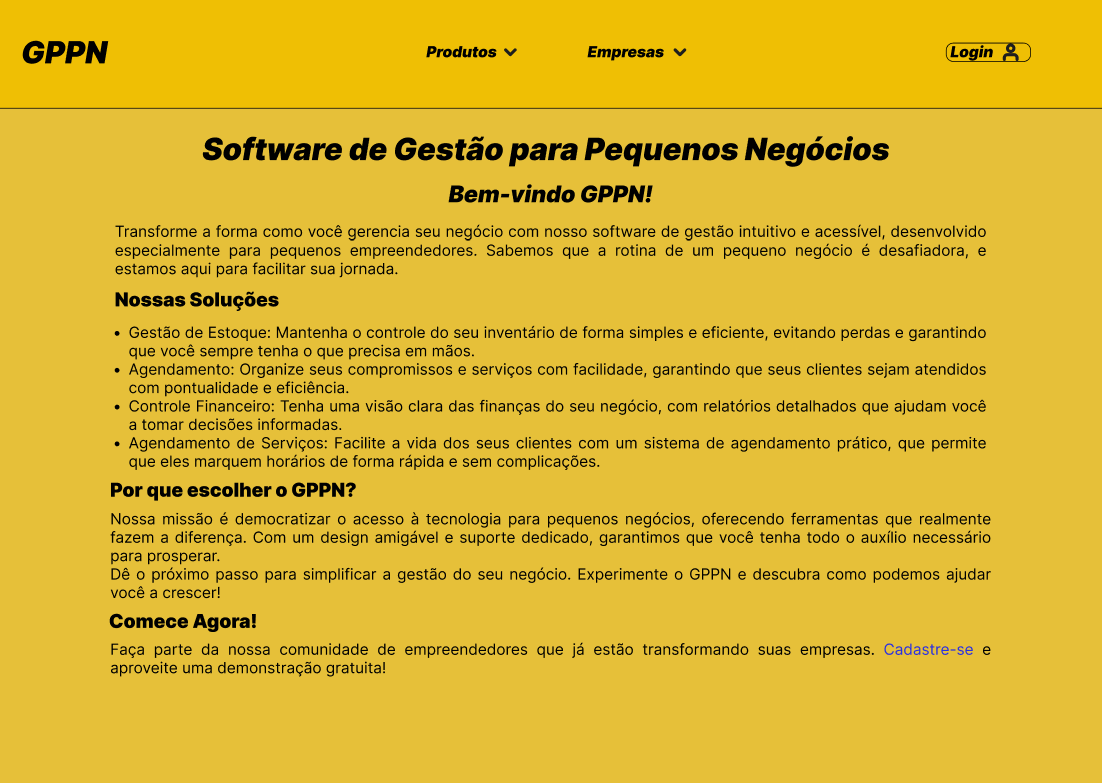 GPPN
Produtos
Empresas
Login
Software de Gestão para Pequenos Negócios
Bem-vindo GPPN!
Transforme a forma como você gerencia seu negócio com nosso software de gestão intuitivo e acessível, desenvolvido
especialmente para pequenos empreendedores. Sabemos que a rotina de um pequeno negócio é desafiadora, e
estamos aqui para facilitar sua jornada.
Nossas Soluções
• Gestão de Estoque: Mantenha o controle do seu inventário de forma simples e eficiente, evitando perdas e garantindo
que você sempre tenha o que precisa em mãos.
• Agendamento: Organize seus compromissos e serviços com facilidade, garantindo que seus clientes sejam atendidos
com pontualidade e eficiência.
• Controle Financeiro: Tenha uma visão clara das finanças do seu negócio, com relatórios detalhados que ajudam você
a tomar decisões informadas.
• Agendamento de Serviços: Facilite a vida dos seus clientes com um sistema de agendamento prático, que permite
que eles marquem horários de forma rápida e sem complicações.
Por que escolher o GPPN?
Nossa missão é democratizar o acesso à tecnologia para pequenos negócios, oferecendo ferramentas que realmente
fazem a diferença. Com um design amigável e suporte dedicado, garantimos que você tenha todo o auxílio necessário
para prosperar.
Dê o próximo passo para simplificar a gestão do seu negócio. Experimente o GPPN e descubra como podemos ajudar
você a crescer!
Comece Agora!
Faça parte da nossa comunidade de empreendedores que já estão transformando suas empresas. Cadastre-se e
aproveite uma demonstração gratuita!